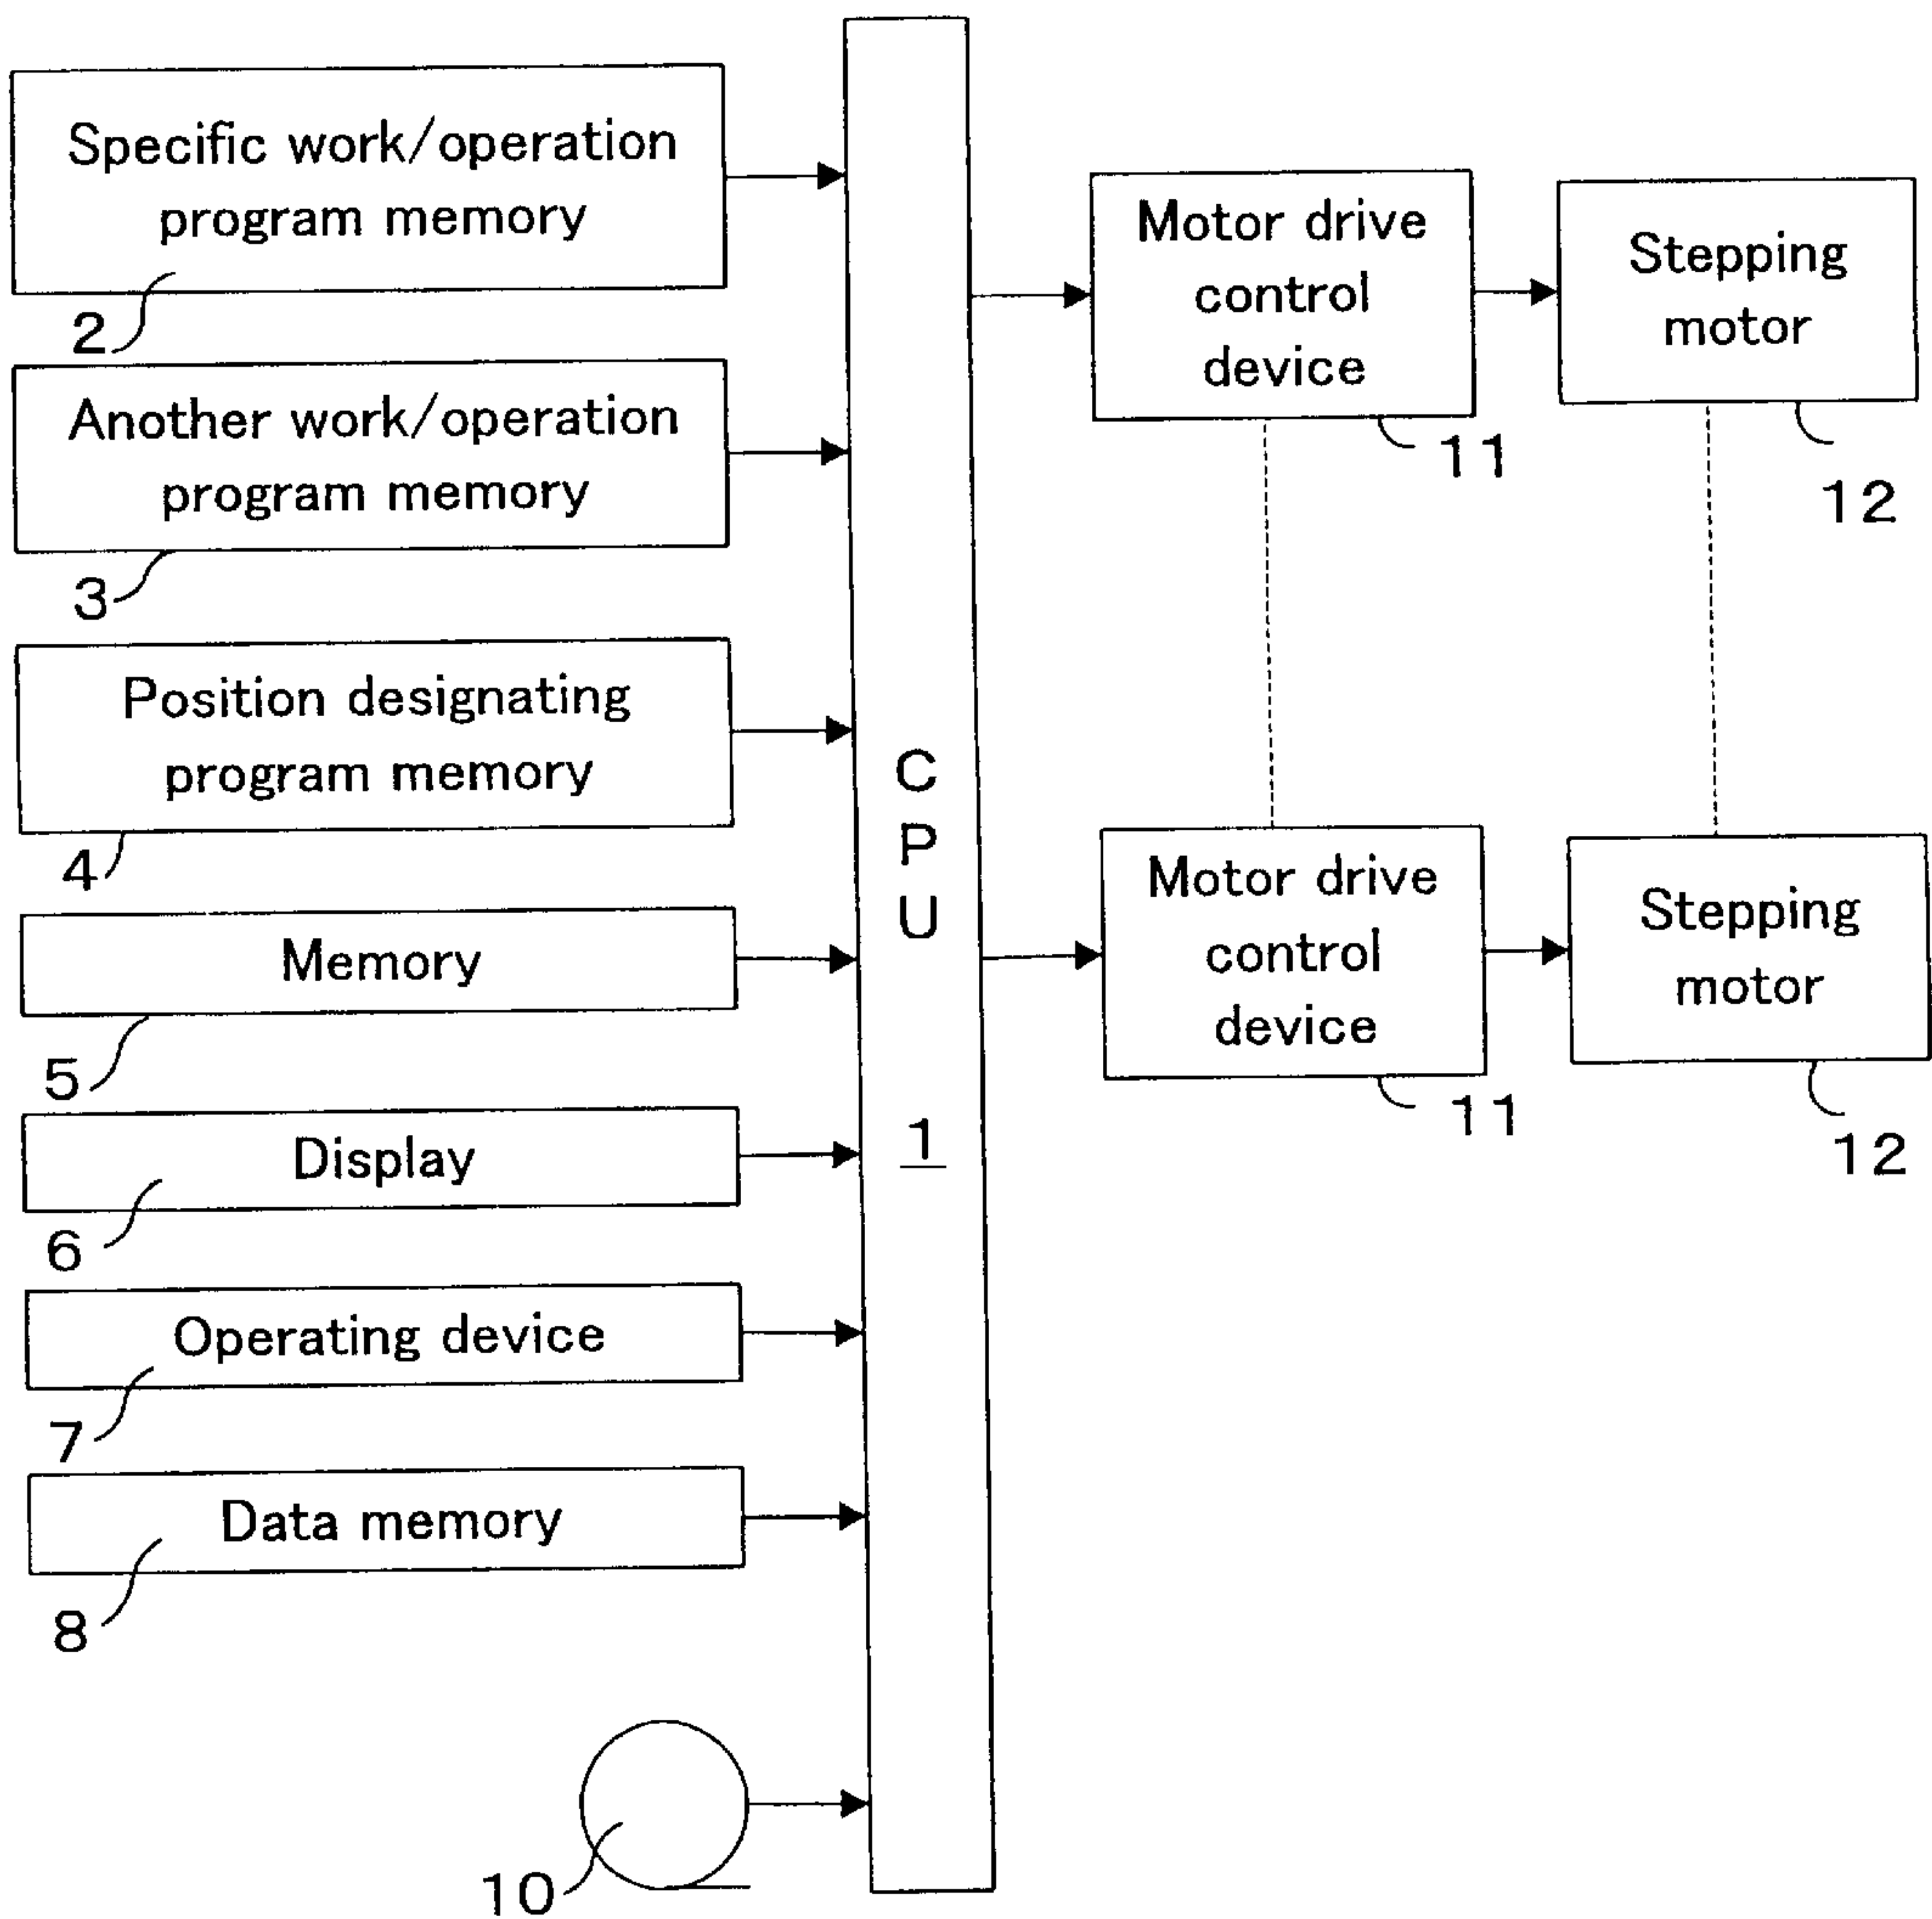 Specific work/operation
program memory
2
Another work/operation
program memory
3
Position designating
program memory
4
Memory
5
Display
6
Operating device
7
Data memory
8
10
C
P
U
1
Motor drive
control
device
11
Stepping
motor
12
Motor drive
control
device
11
Stepping
motor
12